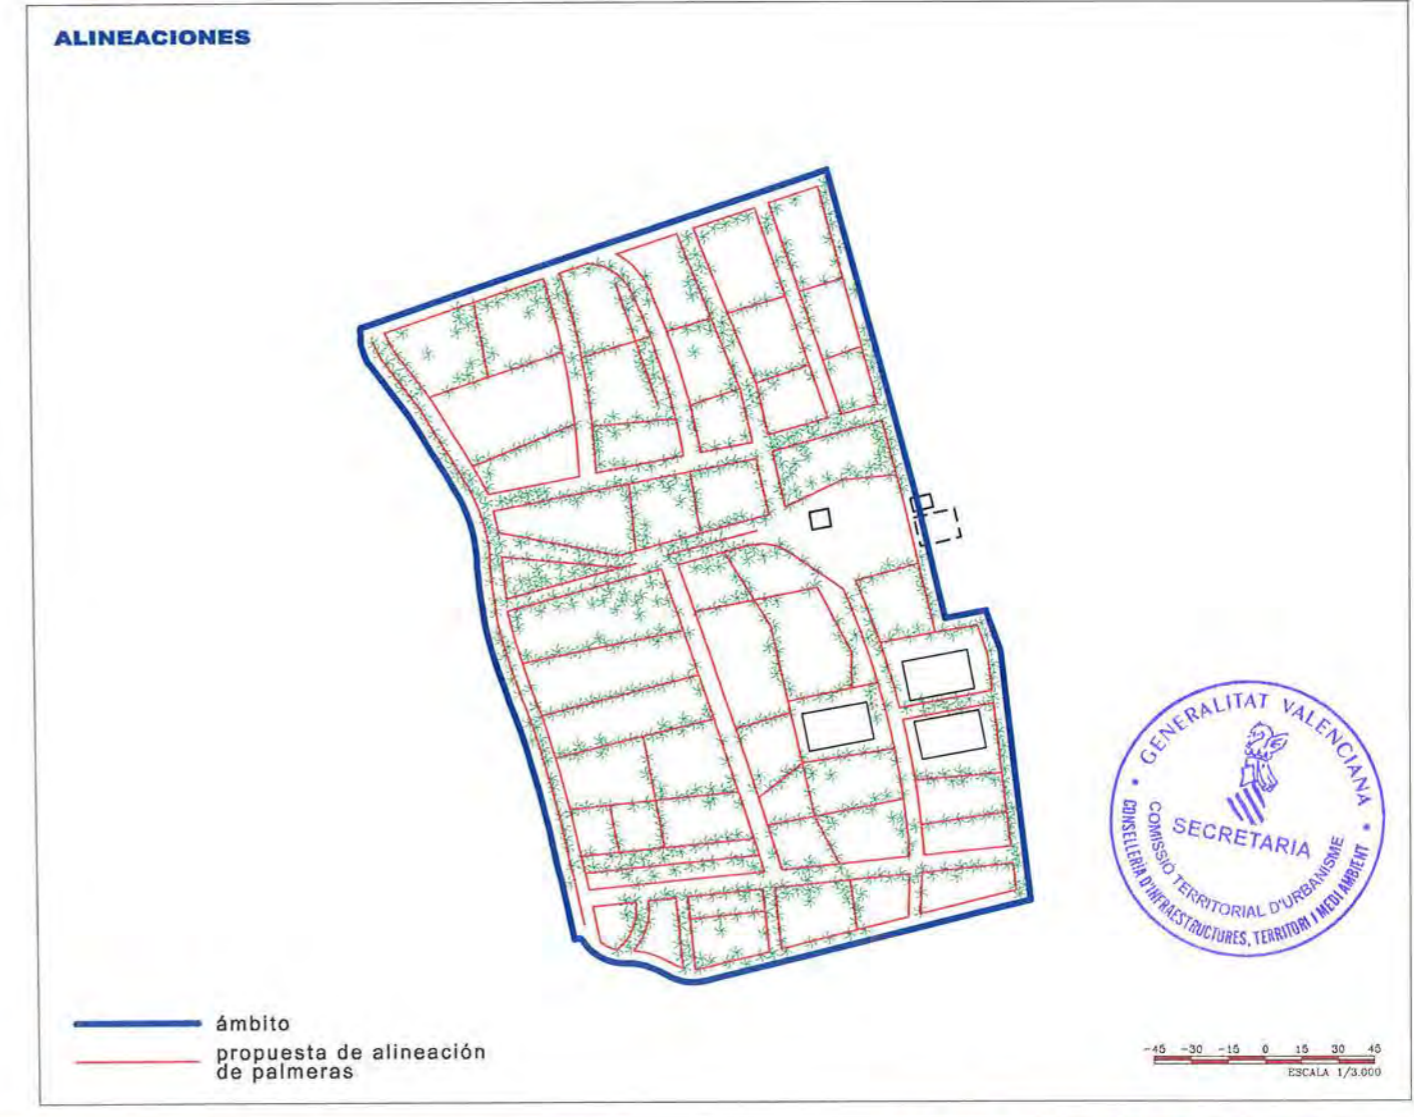 ALINEACIONES
GENERALITAT VALENCIANA
SECRETARIA
COMISSIÓ TERRITORIAL D'URBANISME
CONSELLERIA D'INFRAESTRUCTURES, TERRITORI I MEDI AMBIENT
ámbito
propuesta de alineación
de palmeras
-45 -30 -15 0 15 30 45
ESCALA 1/3.000